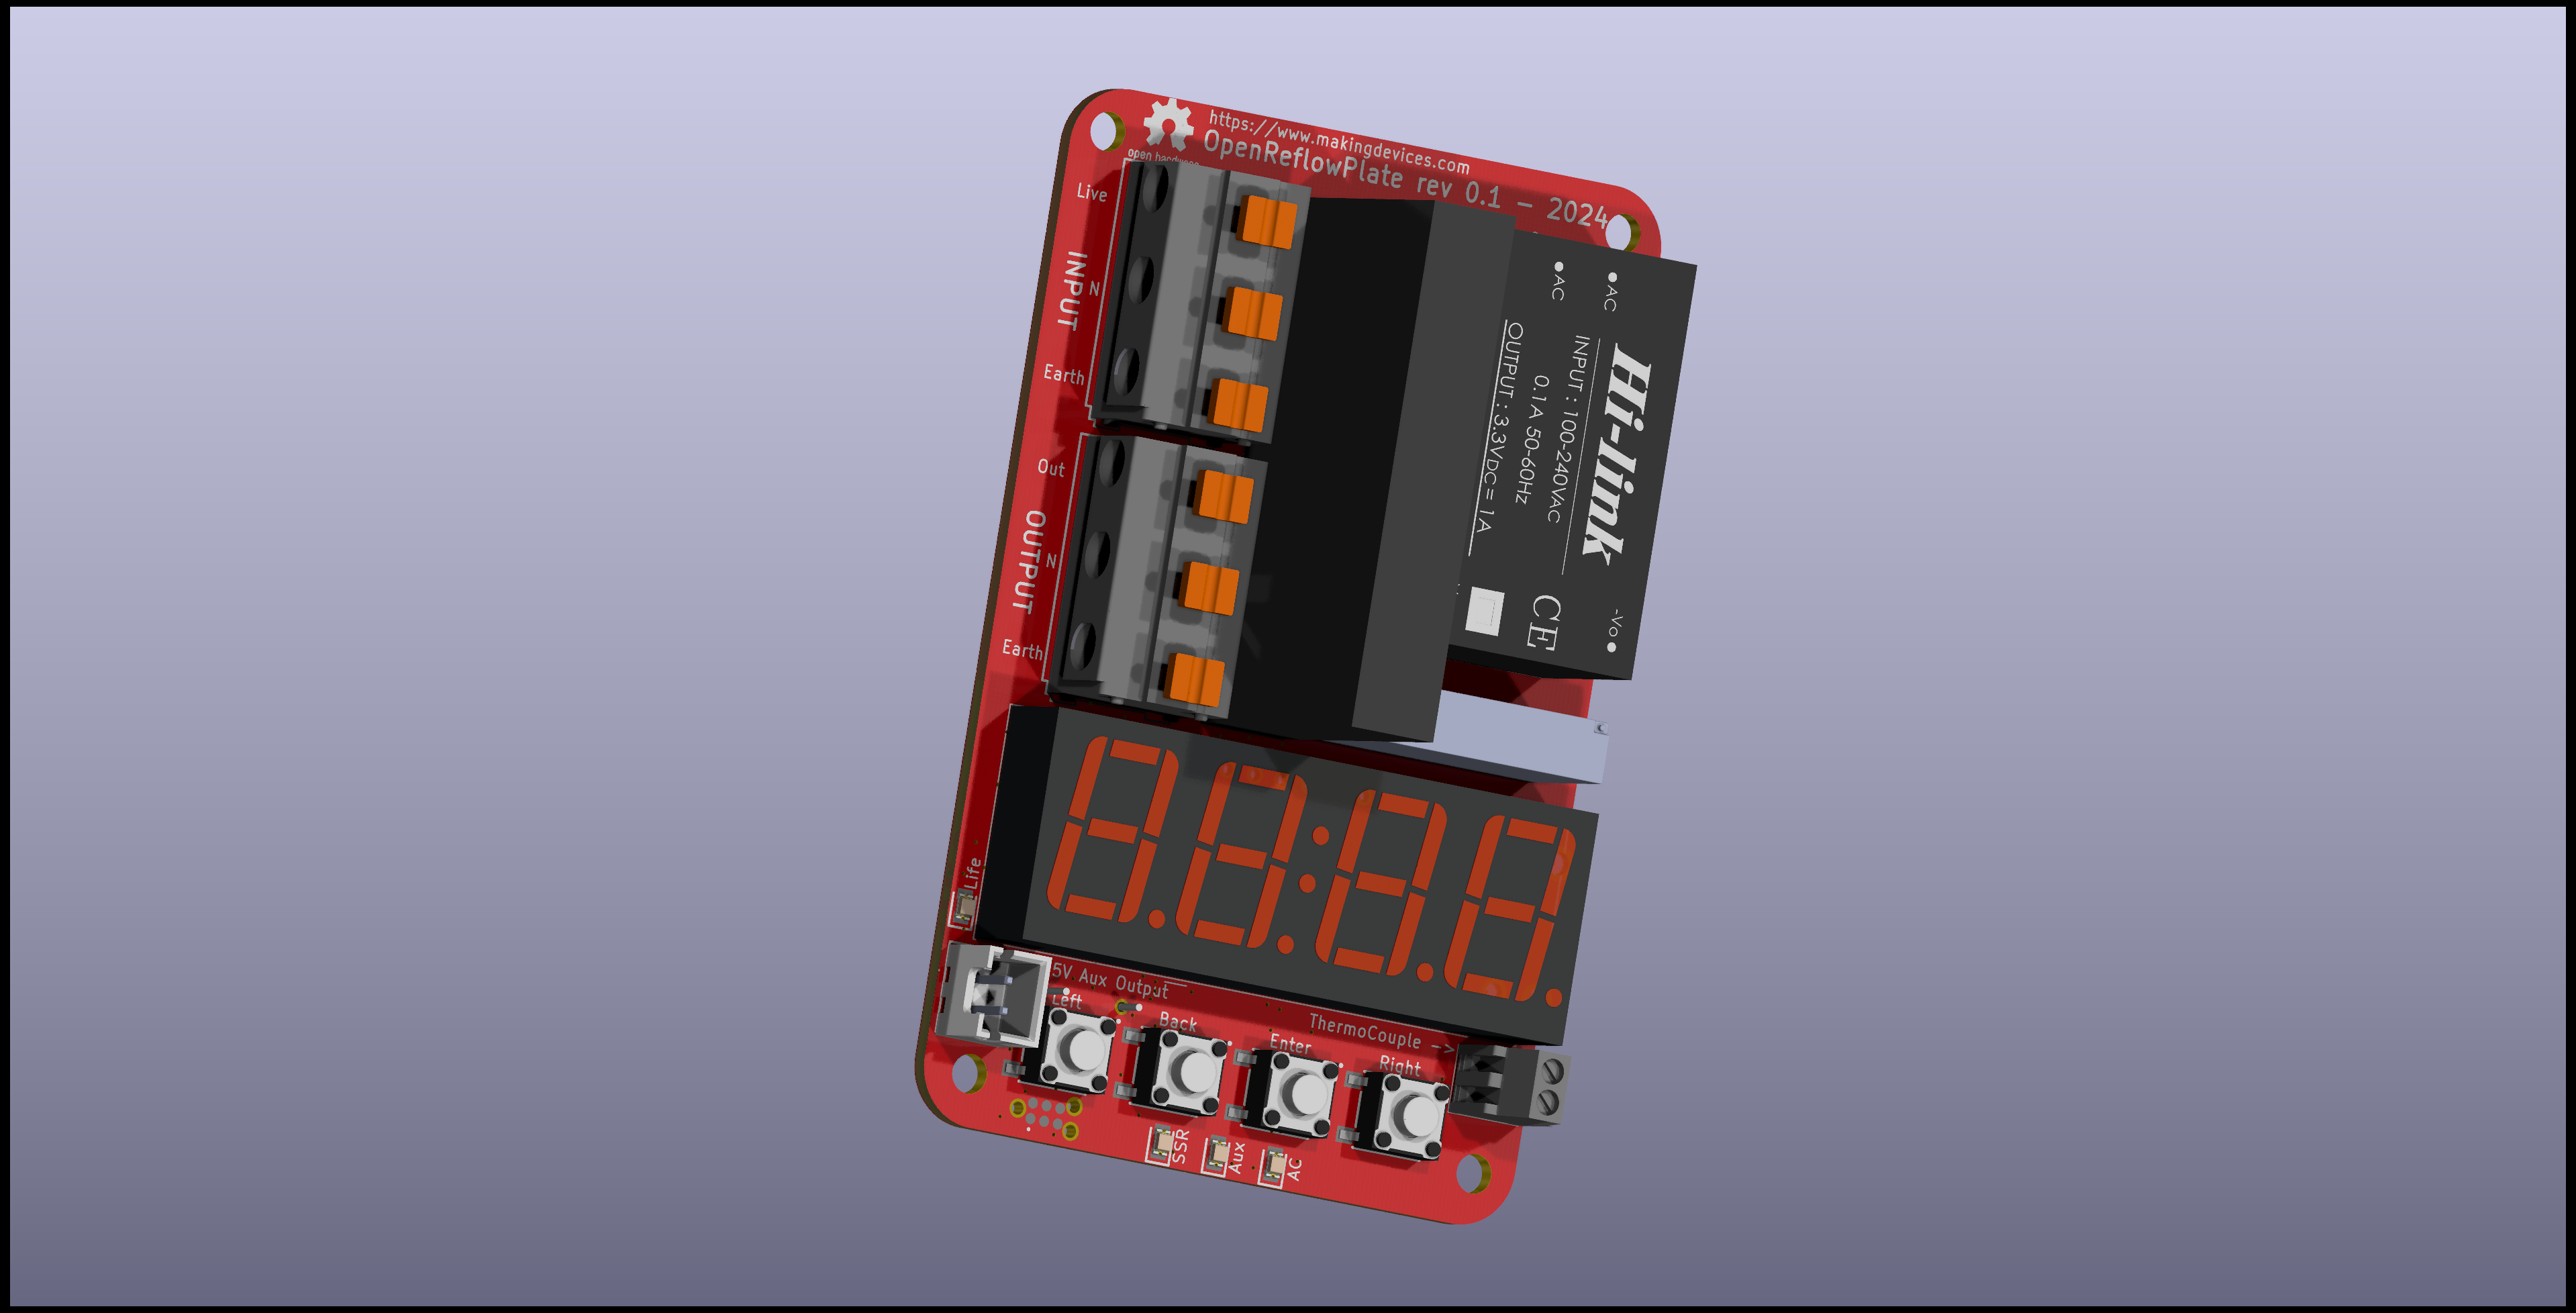 https://www.makingdevices.com
OpenReflowPlate rev 0.1 - 2024
open hardware
Live
INPUT
N
Earth
Out
OUTPUT
N
Earth
AC
AC
Hi-link
INPUT : 100-240VAC
0.1A 50-60Hz
OUTPUT : 3.3VDC= 1A
CE
-Vo
Life
5V Aux Output
Left
Back
Enter
ThermoCouple ->
Right
SSR
Aux
AC